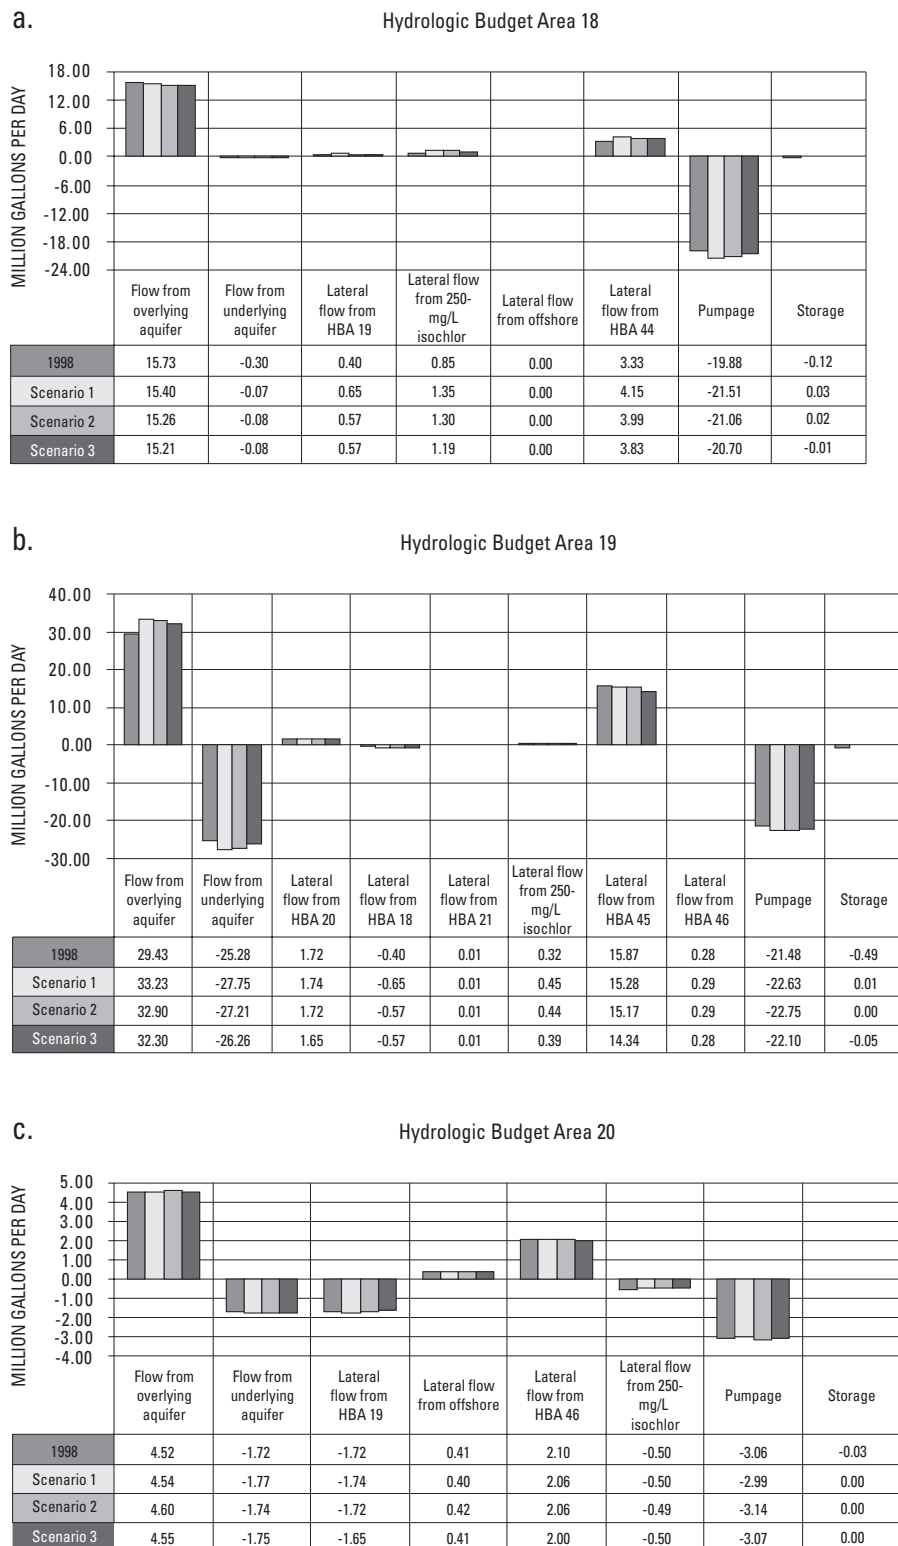 a.
Hydrologic Budget Area 18
MILLION GALLONS PER DAY
18.00
12.00
6.00
0.00
-6.00
-12.00
-18.00
-24.00
Flow from
overlying
aquifer
Flow from
underlying
aquifer
Lateral
flow from
HBA 19
Lateral flow
from 250-
mg/L
isochlor
Lateral flow
from offshore
Lateral
flow from
HBA 44
Pumpage
Storage
1998 15.73 -0.30 0.40 0.85 0.00 3.33 -19.88 -0.12
Scenario 1 15.40 -0.07 0.65 1.35 0.00 4.15 -21.51 0.03
Scenario 2 15.26 -0.08 0.57 1.30 0.00 3.99 -21.06 0.02
Scenario 3 15.21 -0.08 0.57 1.19 0.00 3.83 -20.70 -0.01
b.
Hydrologic Budget Area 19
MILLION GALLONS PER DAY
40.00
30.00
20.00
10.00
0.00
-10.00
-20.00
-30.00
Flow from
overlying
aquifer
Flow from
underlying
aquifer
Lateral
flow from
HBA 20
Lateral
flow from
HBA 18
Lateral
flow from
HBA 21
Lateral flow
from 250-
mg/L
isochlor
Lateral
flow from
HBA 45
Lateral
flow from
HBA 46
Pumpage
Storage
1998 29.43 -25.28 1.72 -0.40 0.01 0.32 15.87 0.28 -21.48 -0.49
Scenario 1 33.23 -27.75 1.74 -0.65 0.01 0.45 15.28 0.29 -22.63 0.01
Scenario 2 32.90 -27.21 1.72 -0.57 0.01 0.44 15.17 0.29 -22.75 0.00
Scenario 3 32.30 -26.26 1.65 -0.57 0.01 0.39 14.34 0.28 -22.10 -0.05
c.
Hydrologic Budget Area 20
MILLION GALLONS PER DAY
5.00
4.00
3.00
2.00
1.00
0.00
-1.00
-2.00
-3.00
-4.00
Flow from
overlying
aquifer
Flow from
underlying
aquifer
Lateral
flow from
HBA 19
Lateral flow
from offshore
Lateral
flow from
HBA 46
Lateral flow
from 250-
mg/L
isochlor
Pumpage
Storage
1998 4.52 -1.72 -1.72 0.41 2.10 -0.50 -3.06 -0.03
Scenario 1 4.54 -1.77 -1.74 0.40 2.06 -0.50 -2.99 0.00
Scenario 2 4.60 -1.74 -1.72 0.42 2.06 -0.49 -3.14 0.00
Scenario 3 4.55 -1.75 -1.65 0.41 2.00 -0.50 -3.07 0.00